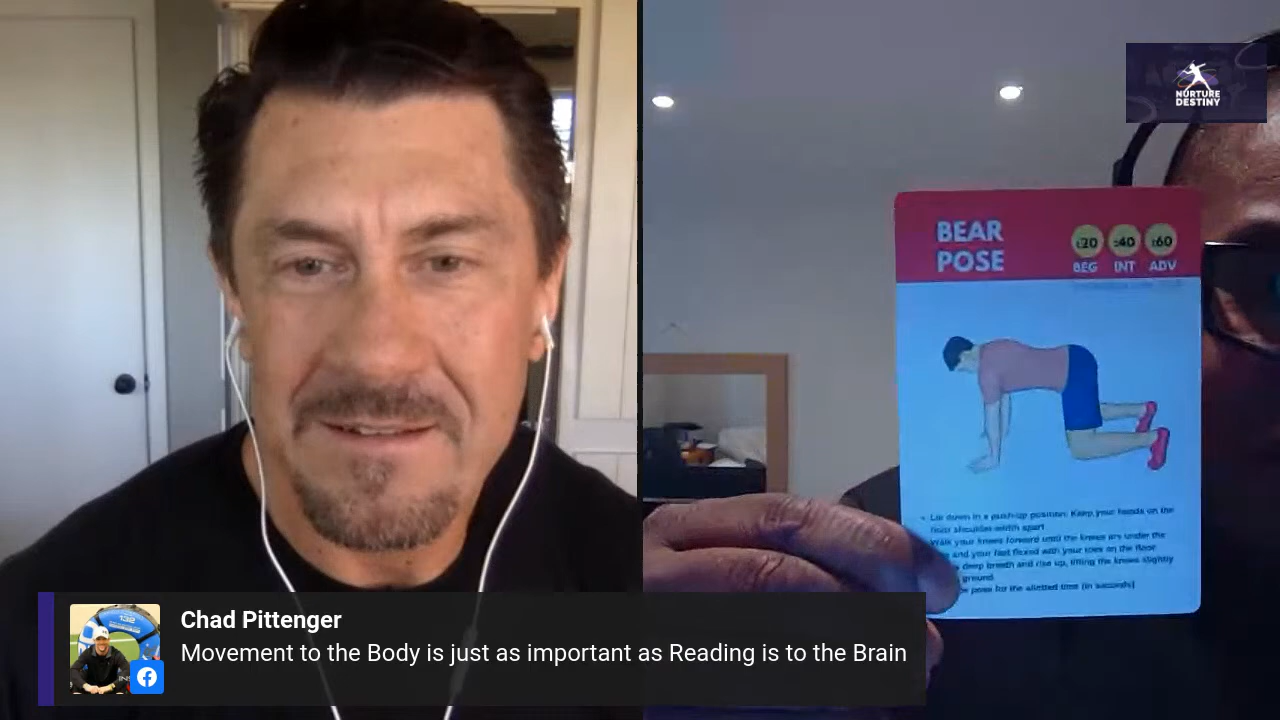 NURTURE
DESTINY
BEAR
POSE
:20 :40 :60
BEG INT ADV
Lie down in a push-up position. Keep your hands on the
floor shoulder width apart
Walk your knees forward until the knees are under the
and your feet flexed with your toes on the floor
deep breath and rise up, lifting the knees slightly
ground.
pose for the allotted time (in seconds)
Chad Pittenger
Movement to the Body is just as important as Reading is to the Brain